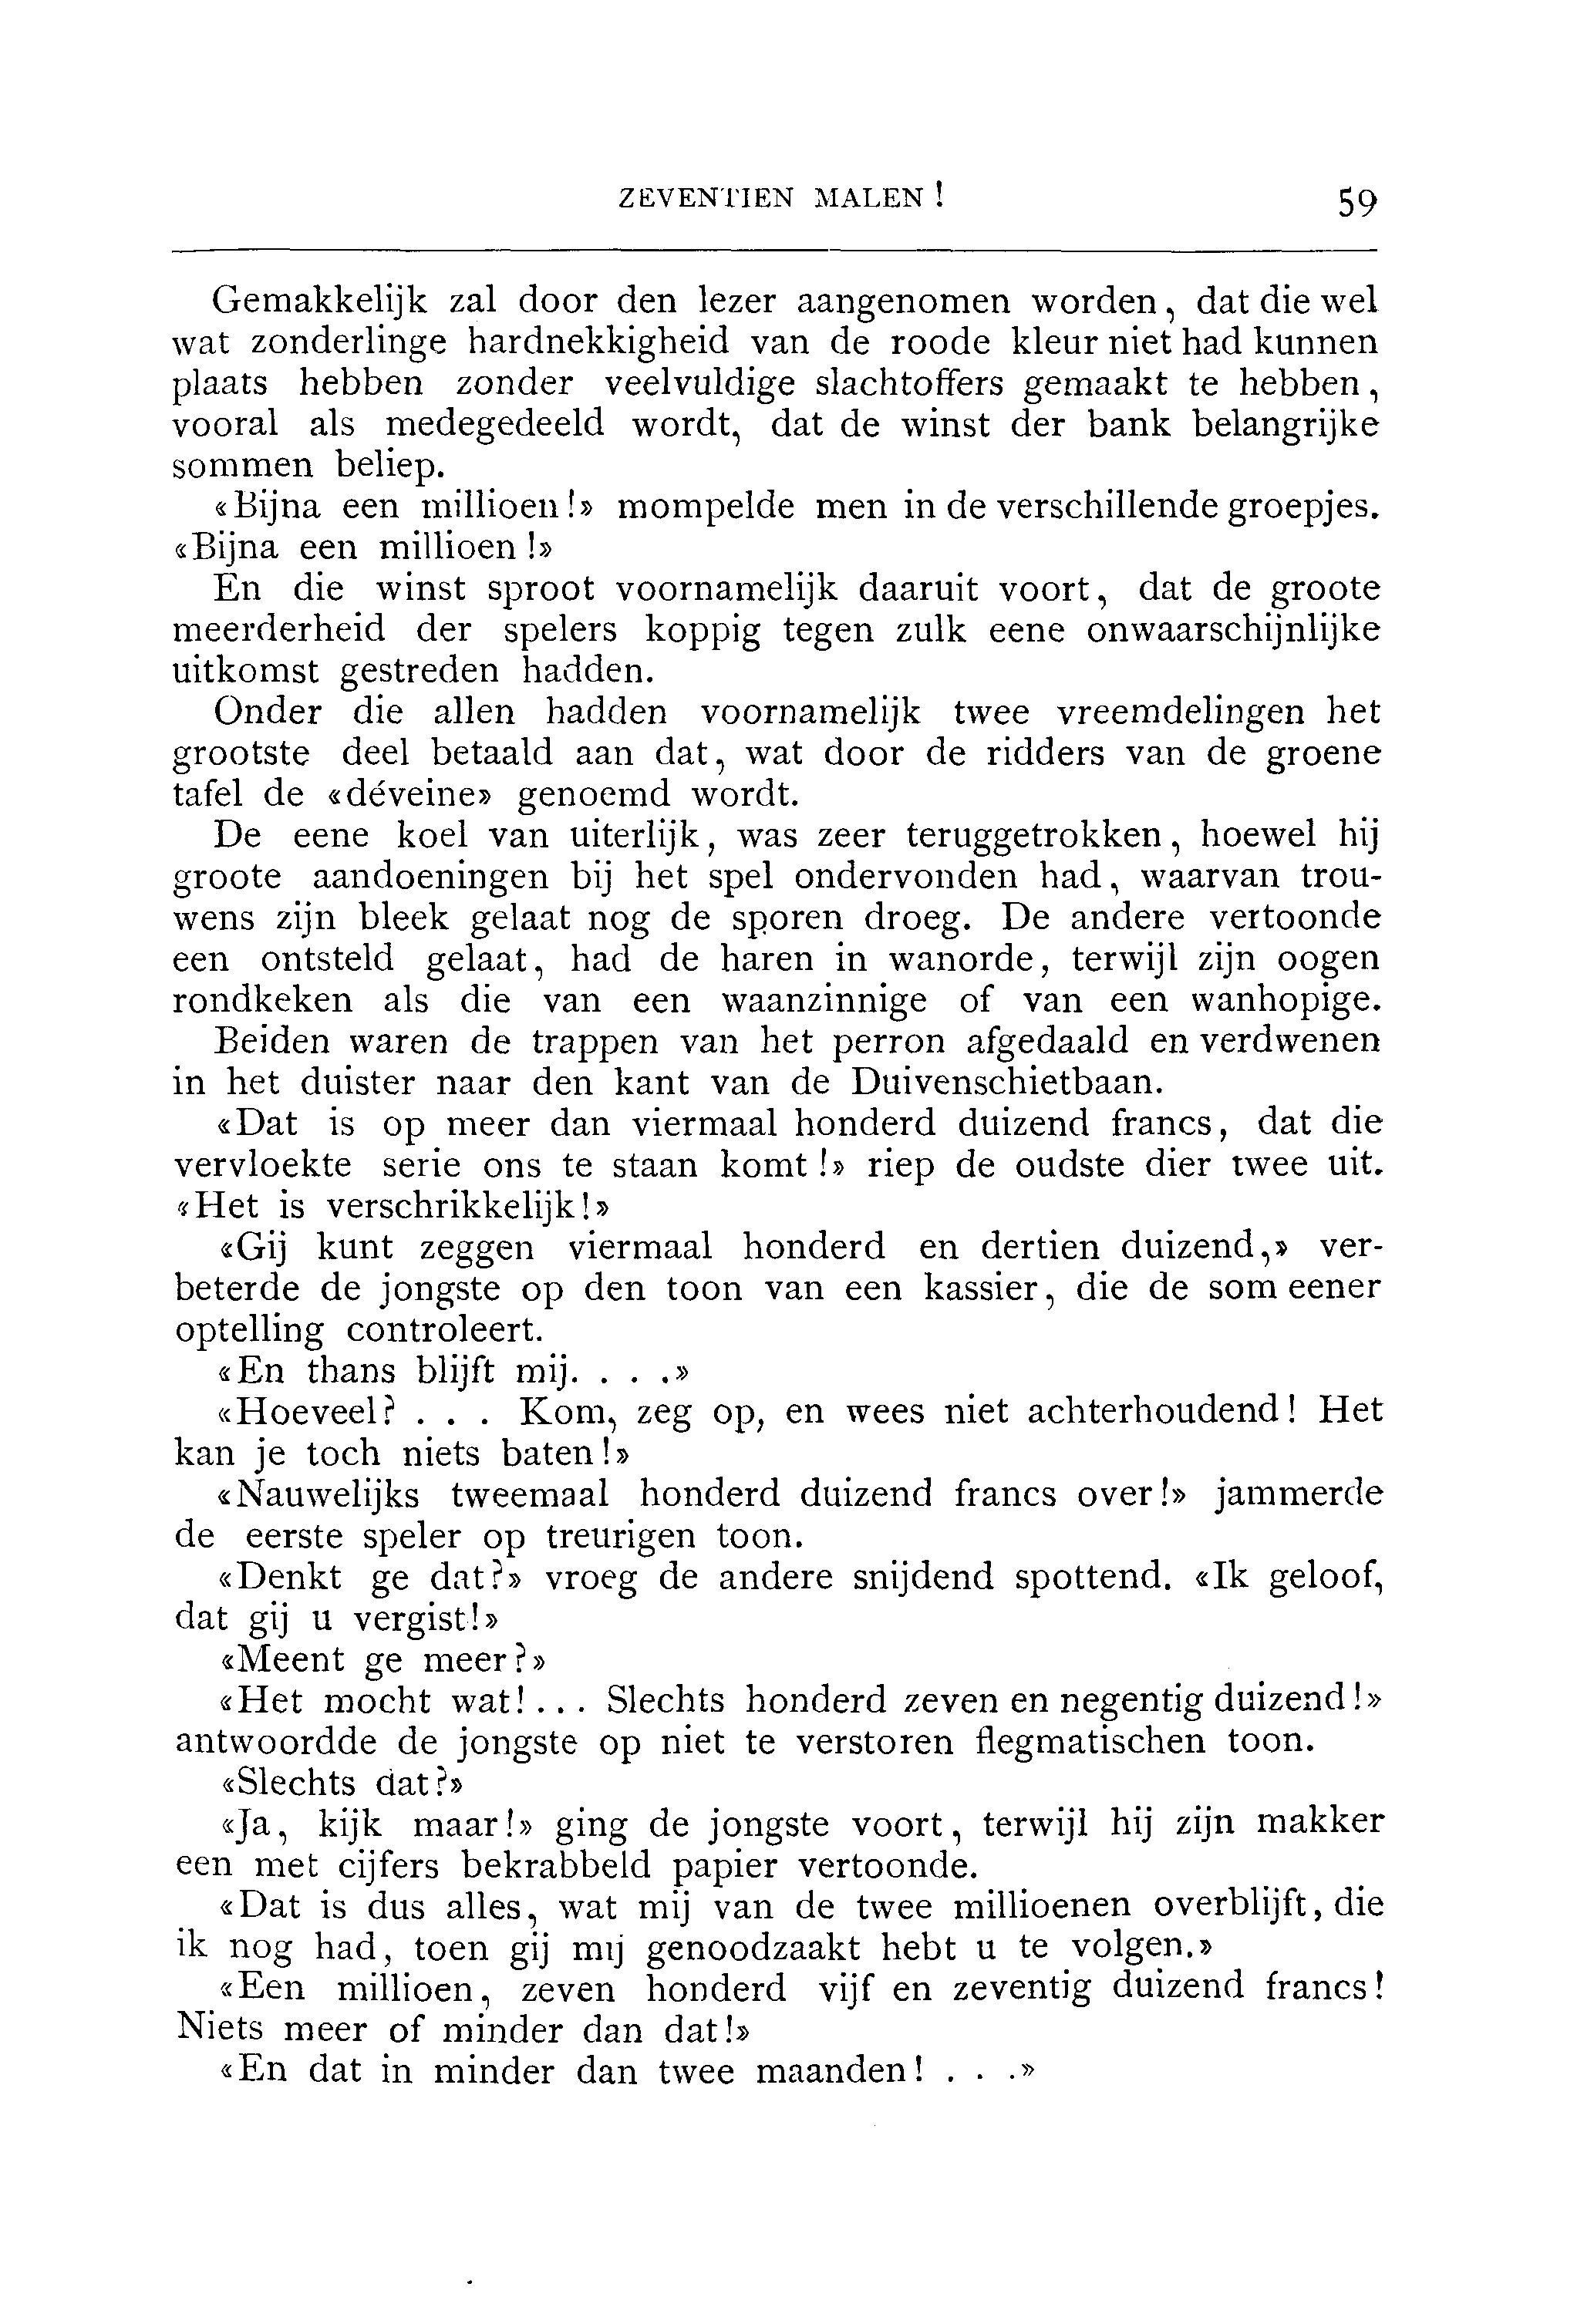 ZEVENTIEN MALEN! 59
Gemakkelijk zal door den lezer aangenomen worden, dat die wel
wat zonderlinge hardnekkigheid van de roode kleur niet had kunnen
plaats hebben zonder veelvuldige slachtoffers gemaakt te hebben,
vooral als medegedeeld wordt, dat de winst der bank belangrijke
sommen beliep.
«Bijna een millioen!» mompelde men in de verschillende groepjes.
«Bijna een millioen!»
En die winst sproot voornamelijk daaruit voort, dat de groote
meerderheid der spelers koppig tegen zulk eene onwaarschijnlijke
uitkomst gestreden hadden.
Onder die allen hadden voornamelijk twee vreemdelingen het
grootste deel betaald aan dat, wat door de ridders van de groene
tafel de «déveine» genoemd wordt.
De eene koel van uiterlijk, was zeer teruggetrokken, hoewel hij
groote aandoeningen bij het spel ondervonden had, waarvan trou-
wens zijn bleek gelaat nog de sporen droeg. De andere vertoonde
een ontsteld gelaat, had de haren in wanorde, terwijl zijn oogen
rondkeken als die van een waanzinnige of van een wanhopige.
Beiden waren de trappen van het perron afgedaald en verdwenen
in het duister naar den kant van de Duivenschietbaan.
«Dat is op meer dan viermaal honderd duizend francs, dat die
vervloekte serie ons te staan komt!» riep de oudste dier twee uit.
«Het is verschrikkelijk!»
«Gij kunt zeggen viermaal honderd en dertien duizend,» ver-
beterde de jongste op den toon van een kassier, die de som eener
optelling controleert.
«En thans blijft mij. . . .»
«Hoeveel? . . . Kom, zeg op, en wees niet achterhoudend! Het
kan je toch niets baten!»
«Nauwelijks tweemaal honderd duizend francs over!» jammerde
de eerste speler op treurigen toon.
«Denkt ge dat?» vroeg de andere snijdend spottend. «Ik geloof,
dat gij u vergist!»
«Meent ge meer?»
«Het mocht wat!... Slechts honderd zeven en negentig duizend!»
antwoordde de jongste op niet te verstoren flegmatischen toon.
«Slechts dat?»
«Ja, kijk maar!» ging de jongste voort, terwijl hij zijn makker
een met cijfers bekrabbeld papier vertoonde.
«Dat is dus alles, wat mij van de twee millioenen overblijft, die
ik nog had, toen gij mij genoodzaakt hebt u te volgen.»
«Een millioen, zeven honderd vijf en zeventig duizend francs!
Niets meer of minder dan dat!»
«En dat in minder dan twee maanden! . . .»